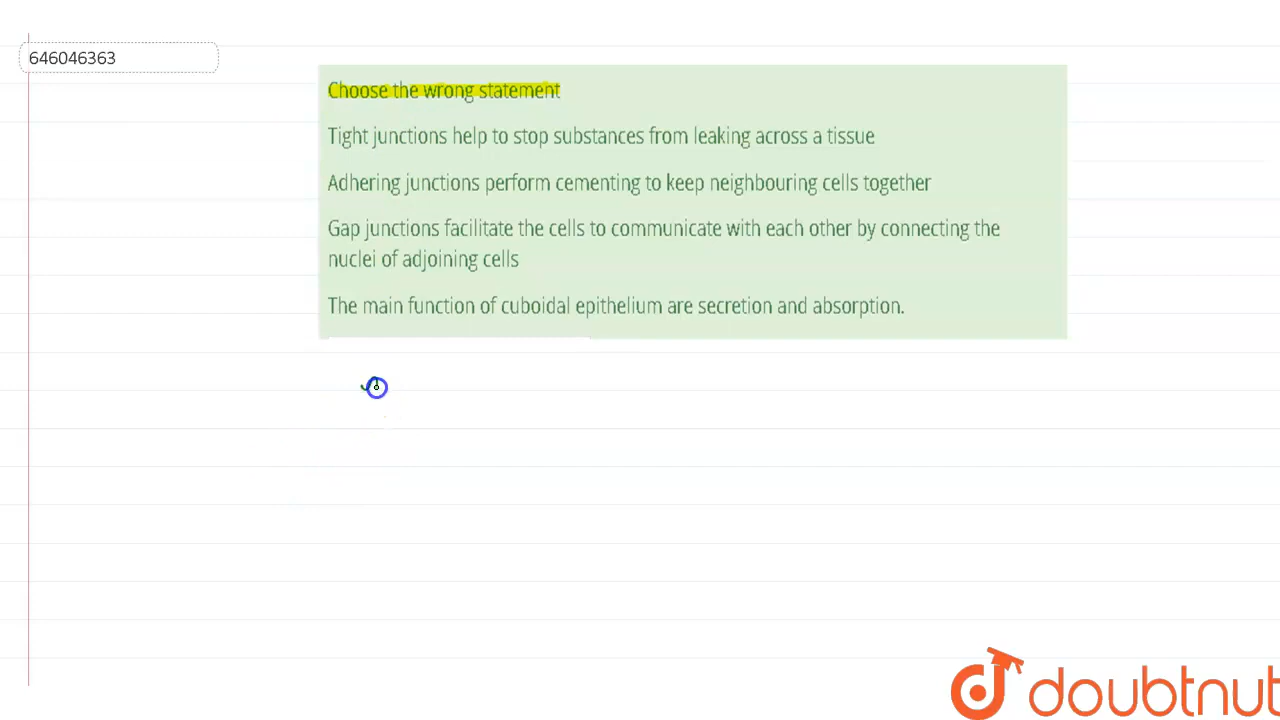 646046363
Choose the wrong statement
Tight junctions help to stop substances from leaking across a tissue
Adhering junctions perform cementing to keep neighbouring cells together
Gap junctions facilitate the cells to communicate with each other by connecting the
nuclei of adjoining cells
The main function of cuboidal epithelium are secretion and absorption.
doubtnut